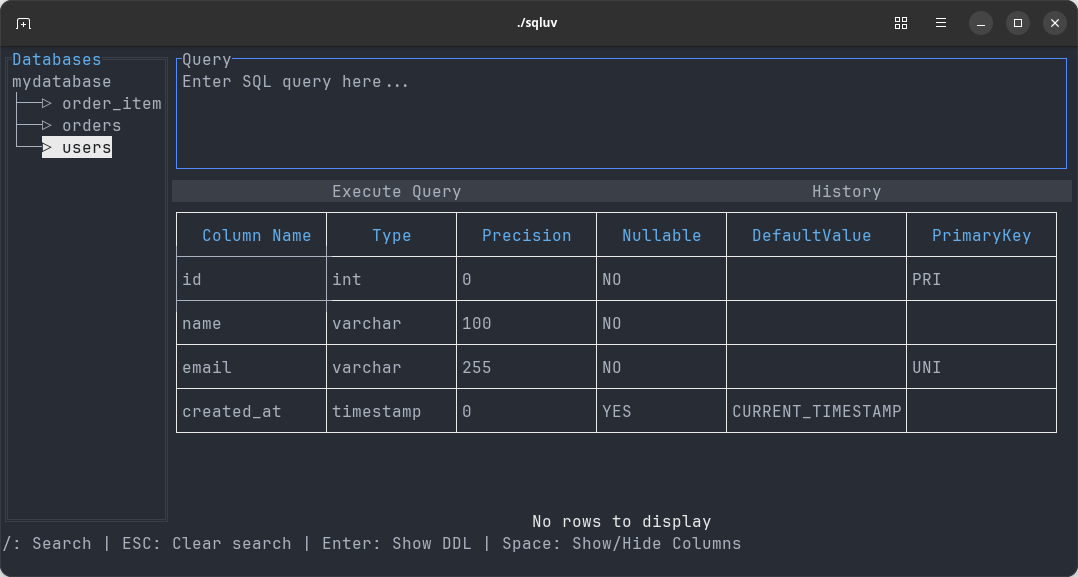 ./sqluv
Databases
mydatabase
order_item
orders
users
Query
Enter SQL query here...
Execute Query History
Column Name Type Precision Nullable DefaultValue PrimaryKey
id int 0 NO PRI
name varchar 100 NO
email varchar 255 NO UNI
created_at timestamp 0 YES CURRENT_TIMESTAMP
No rows to display
/: Search | ESC: Clear search | Enter: Show DDL | Space: Show/Hide Columns